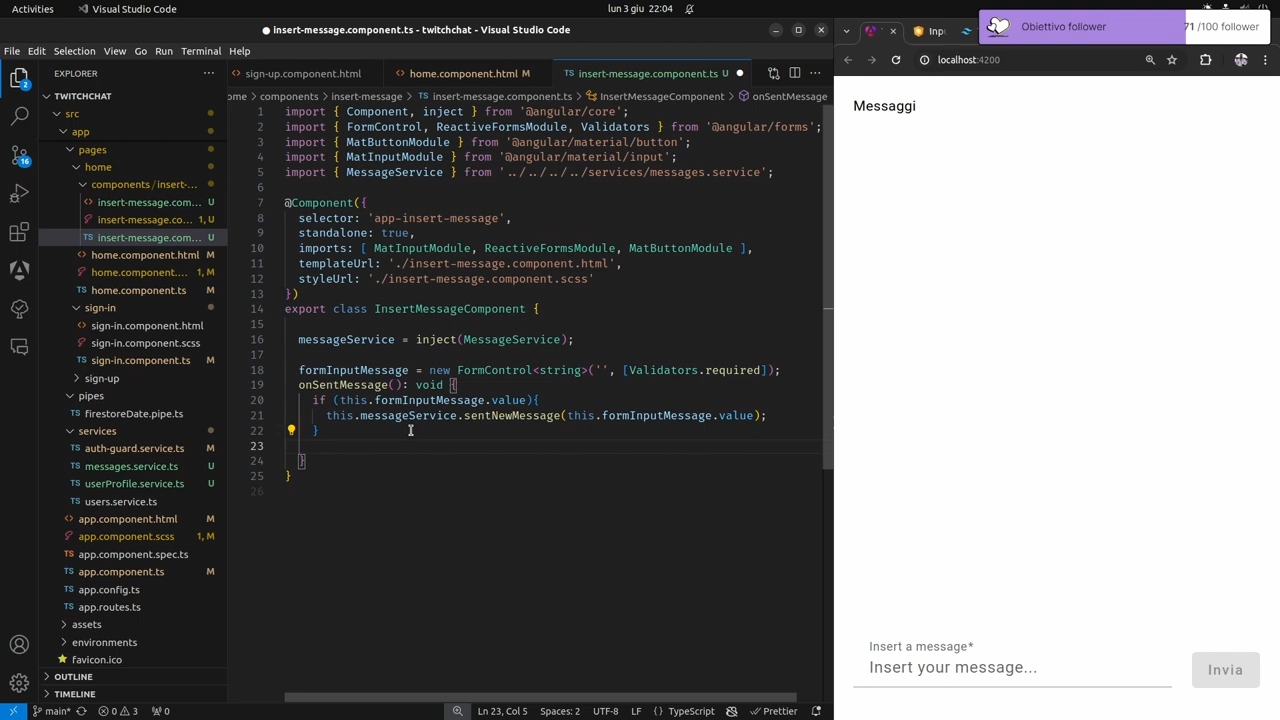 Activities
Visual Studio Code
lun 3 giu 22:04
insert-message.component.ts - twitchchat - Visual Studio Code
File Edit Selection View Go Run Terminal Help
EXPLORER
TWITCHCHAT
src
app
pages
home
components / insert-...
insert-message.com... U
insert-message.co... 1, U
insert-message.com... U
home.component.html M
home.component.... 1, M
home.component.ts M
sign-in
sign-in.component.html
sign-in.component.scss
sign-in.component.ts M
sign-up
pipes
firestoreDate.pipe.ts
services
auth-guard.service.ts
messages.service.ts U
userProfile.service.ts U
users.service.ts
app.component.html M
app.component.scss 1, M
app.component.spec.ts
app.component.ts M
app.config.ts
app.routes.ts
assets
environments
favicon.ico
OUTLINE
TIMELINE
2
16
sign-up.component.html
home.component.html M
insert-message.component.ts U
ome > components > insert-message > insert-message.component.ts > InsertMessageComponent > onSentMessage
1 import { Component, inject } from '@angular/core';
2 import { FormControl, ReactiveFormsModule, Validators } from '@angular/forms';
3 import { MatButtonModule } from '@angular/material/button';
4 import { MatInputModule } from '@angular/material/input';
5 import { MessageService } from '../../../../services/messages.service';
6
7 @Component({
8 selector: 'app-insert-message',
9 standalone: true,
10 imports: [ MatInputModule, ReactiveFormsModule, MatButtonModule ],
11 templateUrl: './insert-message.component.html',
12 styleUrl: './insert-message.component.scss'
13 })
14 export class InsertMessageComponent {
15
16 messageService = inject(MessageService);
17
18 formInputMessage = new FormControl<string>('', [Validators.required]);
19 onSentMessage(): void {
20 if (this.formInputMessage.value){
21 this.messageService.sentNewMessage(this.formInputMessage.value);
22 }
23
24 }
25 }
26
main*
0 3
0
Ln 23, Col 5
Spaces: 2
UTF-8
LF
{ } TypeScript
Prettier
Obiettivo follower
71 /100 follower
Inp
localhost:4200
Messaggi
Insert a message*
Insert your message...
Invia